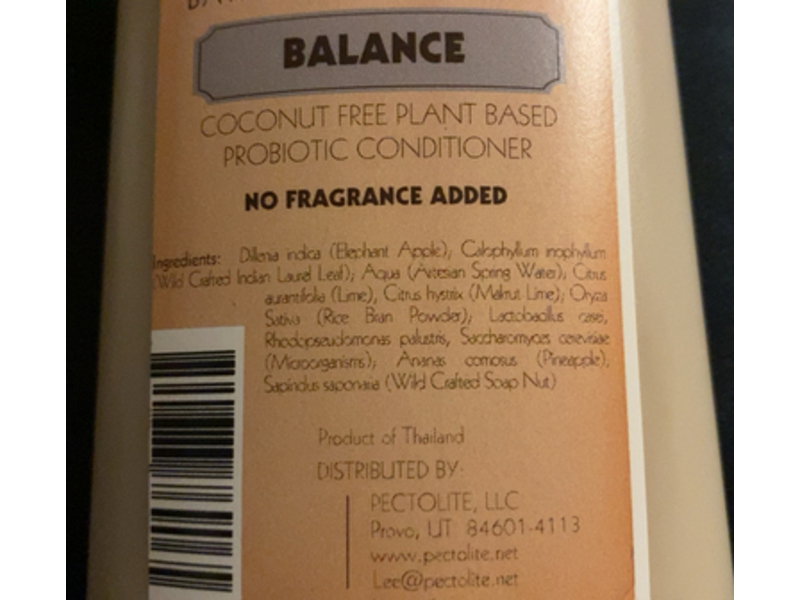 BALANCE
COCONUT FREE PLANT BASED
PROBIOTIC CONDITIONER
NO FRAGRANCE ADDED
Ingredients: Dillenia indica (Elephant Apple); Calophyllum inophyllum
(Wild Crafted Indian Laurel Leaf); Aqua (Artesian Spring Water); Citrus
aurantifolia (Lime), Citrus hystrix (Makrut Lime); Oryza
Sativa (Rice Bran Powder); Lactobacillus casei,
Rhodopseudomonas palustris, Saccharomyces cerevisiae
(Microorganisms); Ananas comosus (Pineapple);
Sapindus saponaria (Wild Crafted Soap Nut)
Product of Thailand
DISTRIBUTED BY:
PECTOLITE, LLC
Provo, UT 84601-4113
www.pectolite.net
Lee@pectolite.net